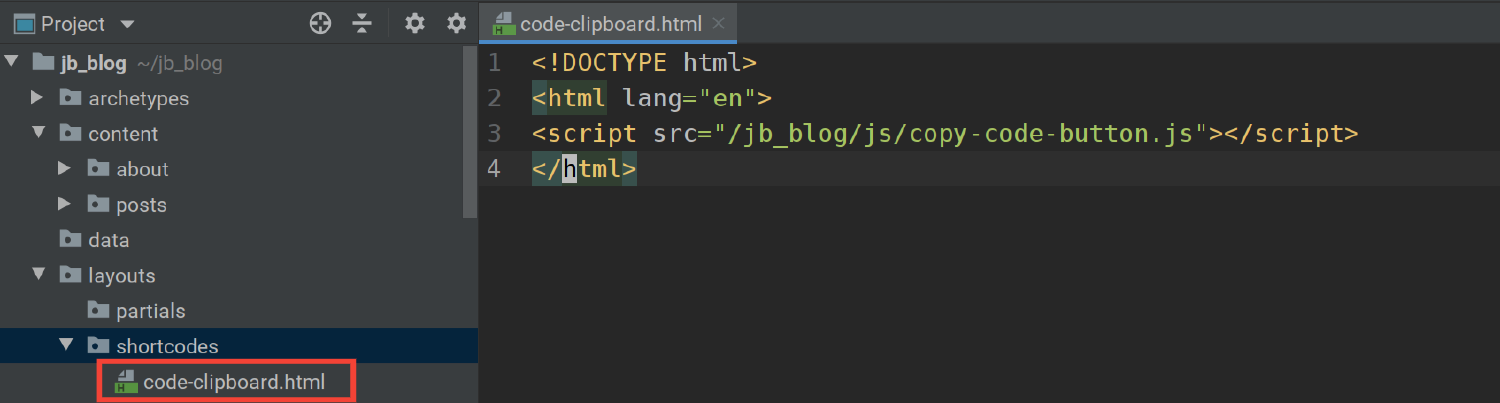 Project
jb_blog ~/jb_blog
archetypes
content
about
posts
data
layouts
partials
shortcodes
code-clipboard.html
code-clipboard.html
1 <!DOCTYPE html>
2 <html lang="en">
3 <script src="/jb_blog/js/copy-code-button.js"></script>
4 </html>